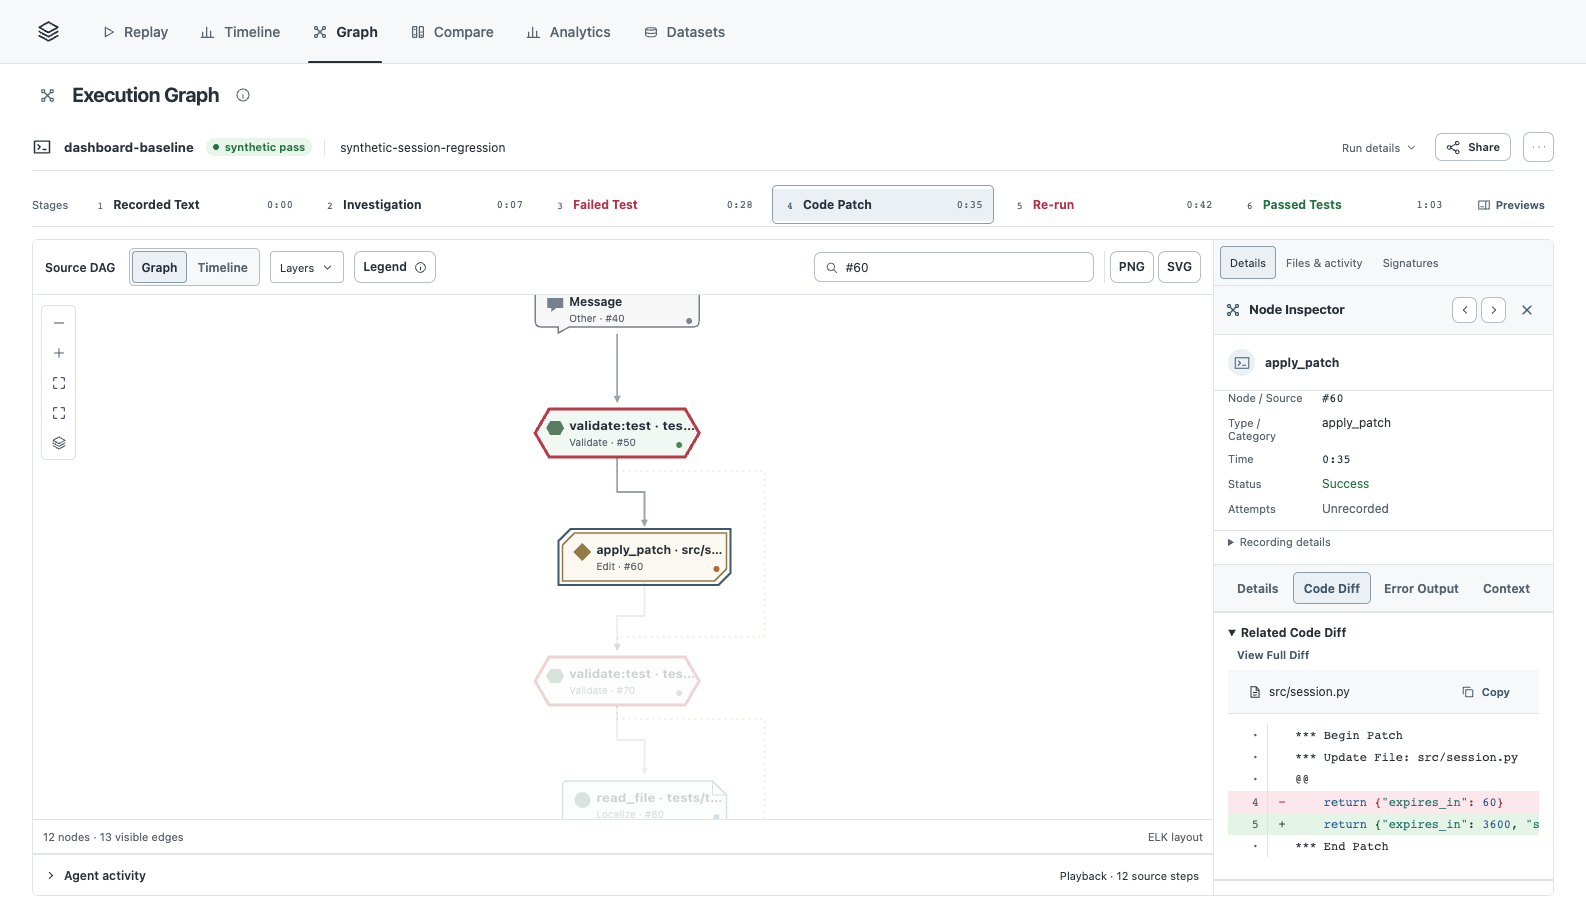 Replay Timeline Graph Compare Analytics Datasets
Execution Graph
dashboard-baseline synthetic pass synthetic-session-regression Run details Share
Stages 1 Recorded Text 0:00 2 Investigation 0:07 3 Failed Test 0:28 4 Code Patch 0:35 5 Re-run 0:42 6 Passed Tests 1:03 Previews
Source DAG Graph Timeline Layers Legend #60 PNG SVG
Message
Other · #40
validate:test · tes...
Validate · #50
apply_patch · src/s...
Edit · #60
validate:test · tes...
Validate · #70
read_file · tests/t...
Localize · #80
12 nodes · 13 visible edges ELK layout
Agent activity Playback · 12 source steps
Details Files & activity Signatures
Node Inspector
apply_patch
Node / Source #60
Type / Category apply_patch
Time 0:35
Status Success
Attempts Unrecorded
Recording details
Details Code Diff Error Output Context
Related Code Diff
View Full Diff
src/session.py Copy
· *** Begin Patch
· *** Update File: src/session.py
· @@
4 - return {"expires_in": 60}
5 + return {"expires_in": 3600, "s
· *** End Patch